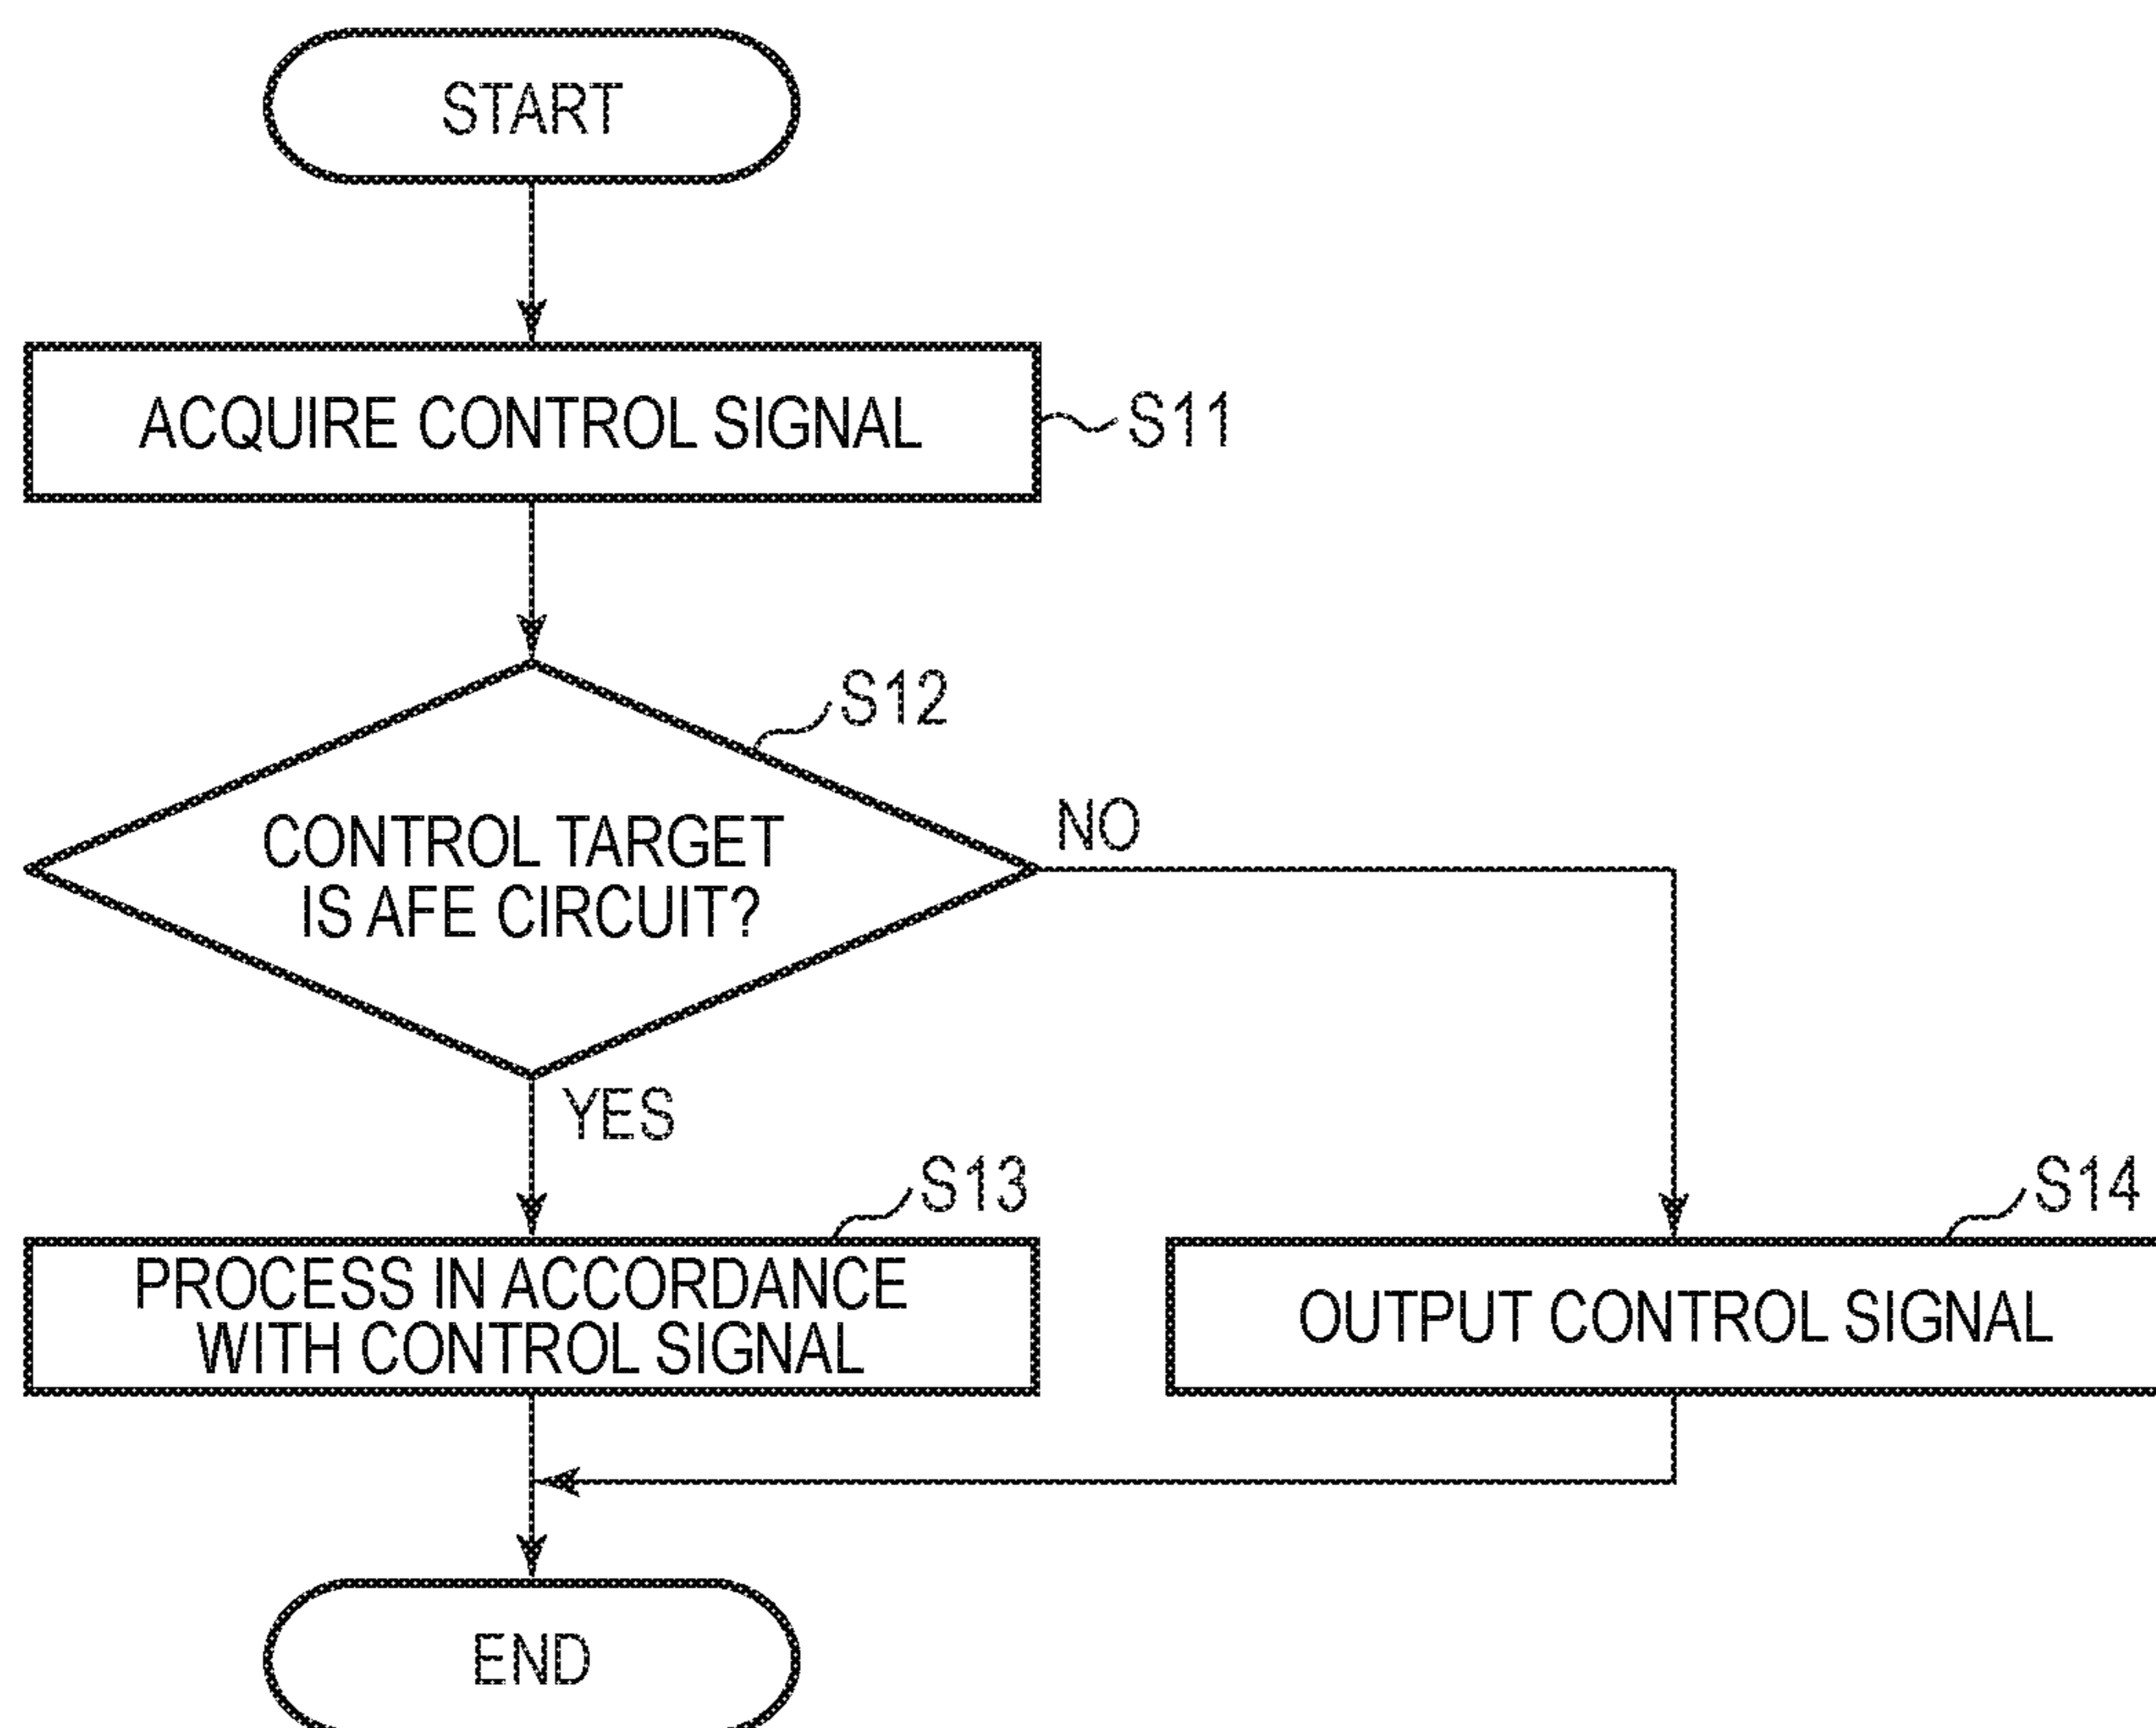 START
ACQUIRE CONTROL SIGNAL
S11
S12
CONTROL TARGET
IS AFE CIRCUIT?
NO
YES
S13
PROCESS IN ACCORDANCE
WITH CONTROL SIGNAL
S14
OUTPUT CONTROL SIGNAL
END